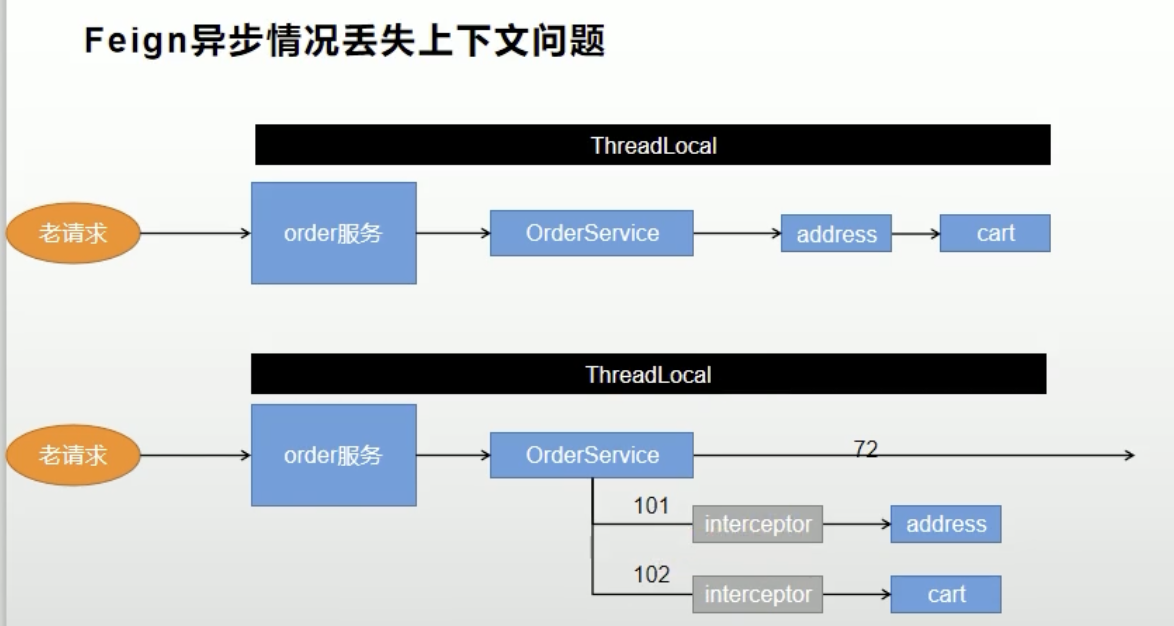 Feign异步情况丢失上下文问题
ThreadLocal
老请求
order服务
OrderService
address
cart
ThreadLocal
老请求
order服务
OrderService
72
101
interceptor
address
102
interceptor
cart